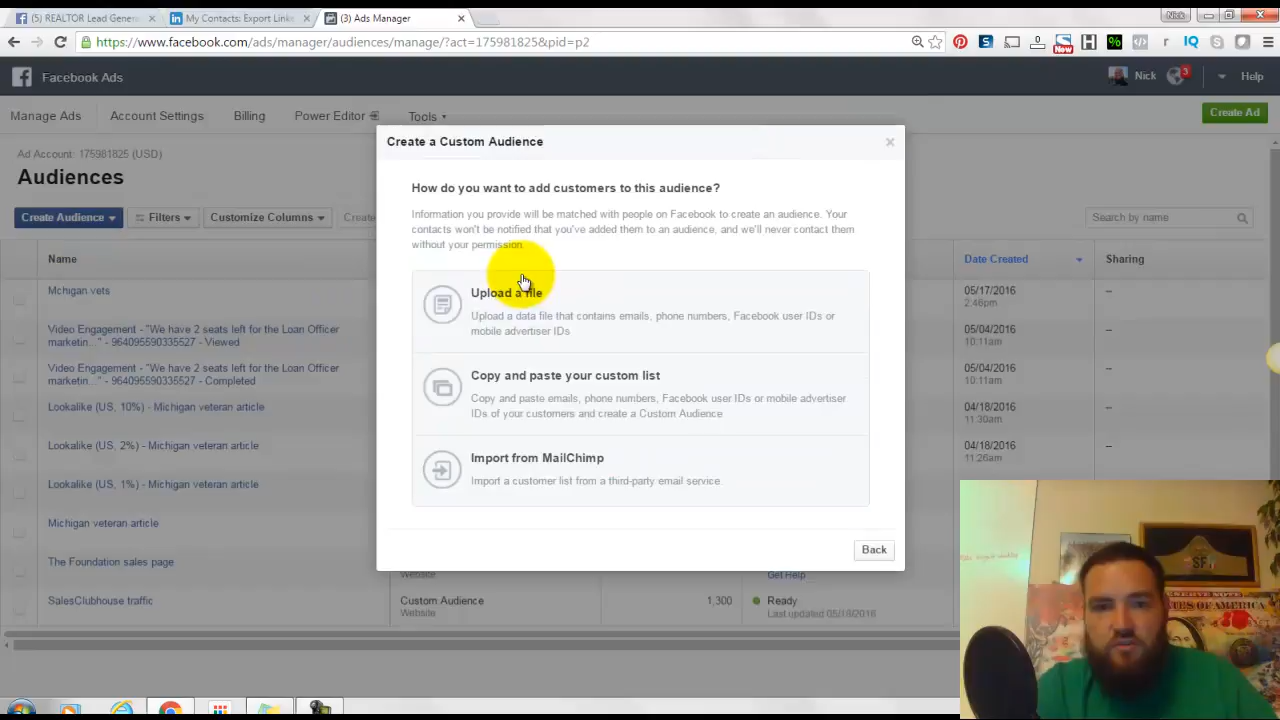 (5) REALTOR Lead Gener
My Contacts: Export Linke
(3) Ads Manager
Nick
https://www.facebook.com/ads/manager/audiences/manage/?act=175981825&pid=p2
New
Facebook Ads
Nick
3
Help
Manage Ads
Account Settings
Billing
Power Editor
Tools
Create Ad
Ad Account: 175981825 (USD)
Audiences
Create Audience
Filters
Customize Columns
Create
Search by name
Name
Date Created
Sharing
Mchigan vets
05/17/2016
2:46pm
--
Video Engagement - "We have 2 seats left for the Loan Officer
martetin..." - 964095590335527 - Viewed
05/04/2016
10:11am
--
Video Engagement - "We have 2 seats left for the Loan Officer
marketin..." - 964095590335527 - Completed
05/04/2016
10:11am
--
Lookalike (US, 10%) - Michigan veteran article
04/18/2016
11:30am
--
Lookalike (US, 2%) - Michigan veteran article
04/18/2016
11:26am
--
Lookalike (US, 1%) - Michigan veteran article
Michigan veteran article
The Foundation sales page
Website
Get Help...
SalesClubhouse traffic
Custom Audience
Website
1,300
Ready
Last updated 05/18/2016
Create a Custom Audience
How do you want to add customers to this audience?
Information you provide will be matched with people on Facebook to create an audience. Your
contacts won't be notified that you've added them to an audience, and we'll never contact them
without your permission.
Upload a file
Upload a data file that contains emails, phone numbers, Facebook user IDs or
mobile advertiser IDs
Copy and paste your custom list
Copy and paste emails, phone numbers, Facebook user IDs or mobile advertiser
IDs of your customers and create a Custom Audience
Import from MailChimp
Import a customer list from a third-party email service.
Back